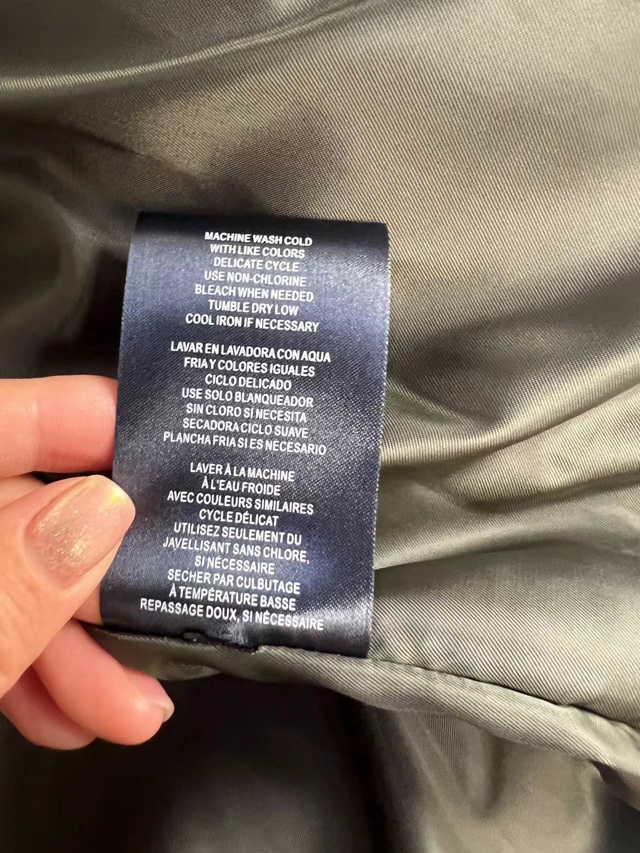 MACHINE WASH COLD
WITH LIKE COLORS
DELICATE CYCLE
USE NON-CHLORINE
BLEACH WHEN NEEDED
TUMBLE DRY LOW
COOL IRON IF NECESSARY
LAVAR EN LAVADORA CON AQUA
FRIA Y COLORES IGUALES
CICLO DELICADO
USE SOLO BLANQUEADOR
SIN CLORO SÍ NECESITA
SECADORA CICLO SUAVE
PLANCHA FRIA SI ES NECESARIO
LAVER À LA MACHINE
À L'EAU FROIDE
AVEC COULEURS SIMILAIRES
CYCLE DÉLICAT
UTILISEZ SEULEMENT DU
JAVELLISANT SANS CHLORE,
SI NÉCESSAIRE
SECHER PAR CULBUTAGE
À TEMPÉRATURE BASSE
REPASSAGE DOUX, SI NÉCESSAIRE